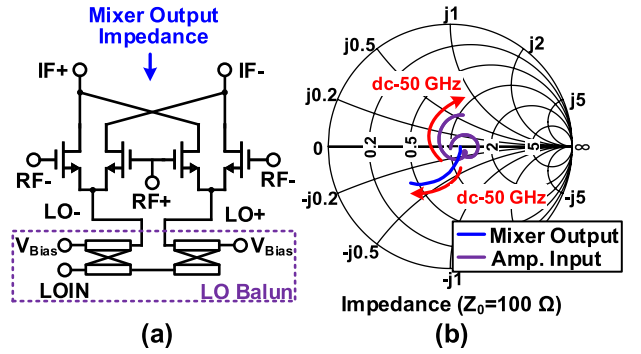 (a)
Mixer Output
Impedance
IF+
IF-
RF-
RF+
RF-
LO-
LO+
VBias
VBias
LOIN
LO Balun
(b)
j1
j0.5
j2
dc-50 GHz
j0.2
j5
0
0.2
0.5
1
2
5
∞
-j0.2
-j5
dc-50 GHz
-j0.5
Mixer Output
Amp. Input
-j1
Impedance (Z0=100 Ω)
(a)
(b)